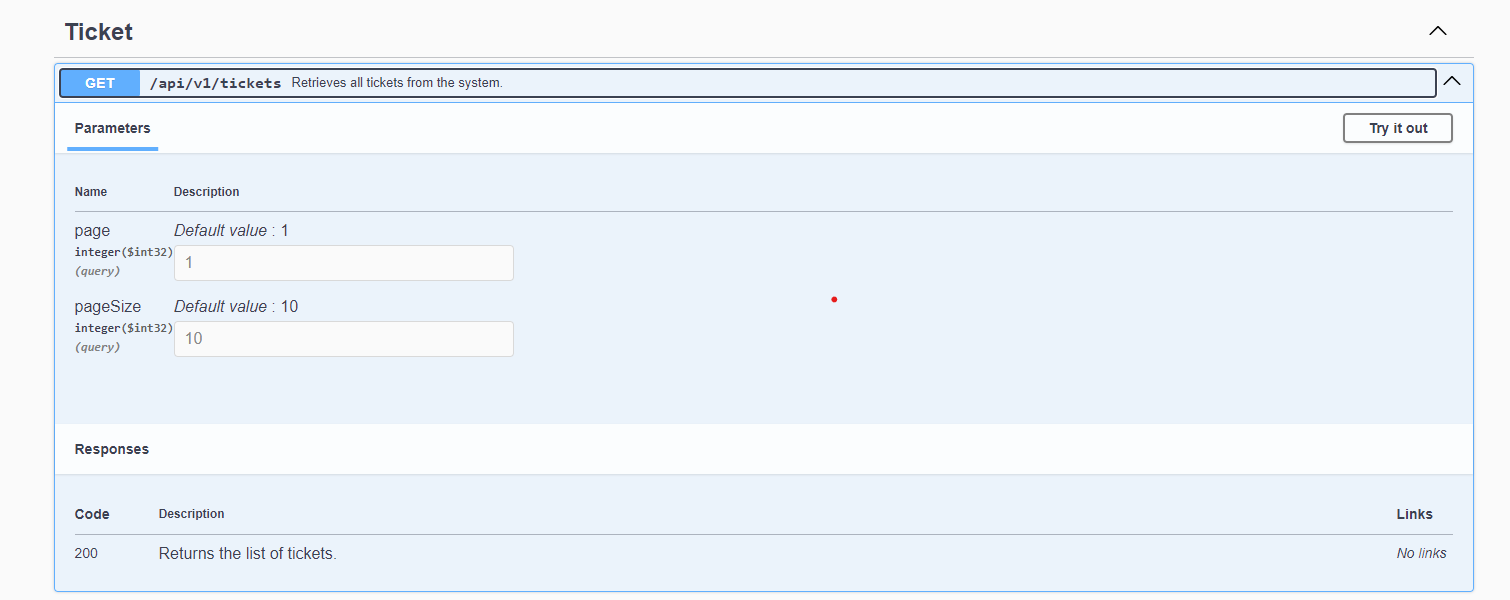 Ticket
GET /api/v1/tickets Retrieves all tickets from the system.
Parameters Try it out
Name Description
page Default value : 1
integer($int32) 1
(query)
pageSize Default value : 10
integer($int32) 10
(query)
Responses
Code Description Links
200 Returns the list of tickets. No links